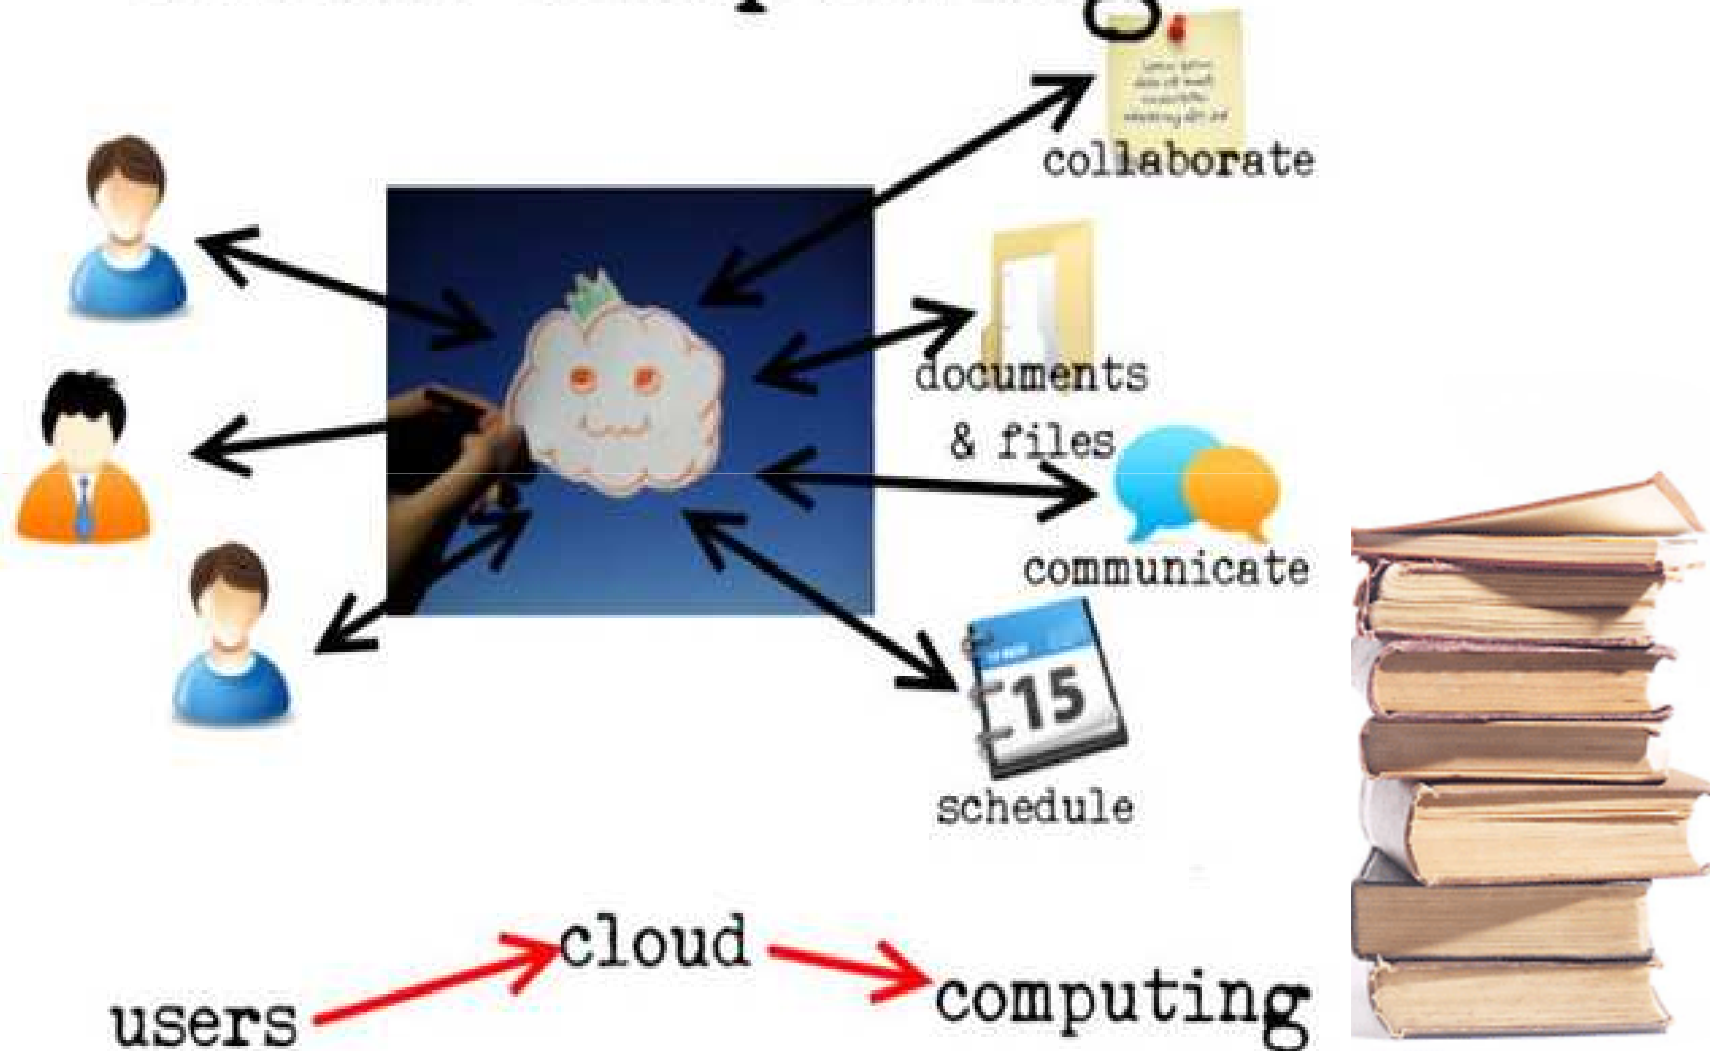 collaborate
documents
& files
communicate
15
schedule
cloud
computing
users